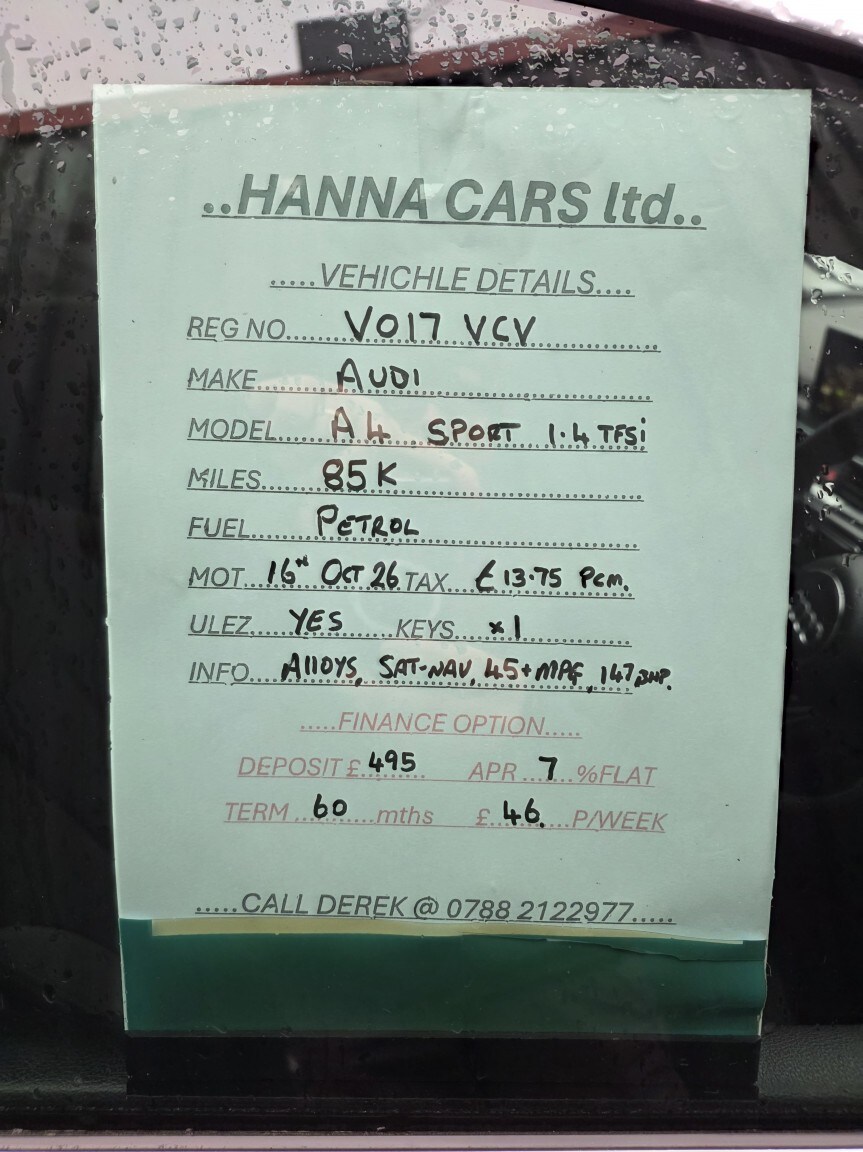 ..HANNA CARS ltd..
.....VEHICHLE DETAILS....
REG NO...... VO17 VCV
MAKE...... AUDI
MODEL...... A4 SPORT 1.4 TFSi
MILES...... 85K
FUEL...... PETROL
MOT... 16TH OCT 26 TAX... £13.75 PCM.
ULEZ...... YES ......KEYS...... x1
INFO... AllOYS, SAT-NAV, 45+MPG, 147 BHP.
.....FINANCE OPTION.....
DEPOSIT £ 495 APR ...7... %FLAT
TERM ...60...mths £...46....P/WEEK
.....CALL DEREK @ 0788 2122977.....